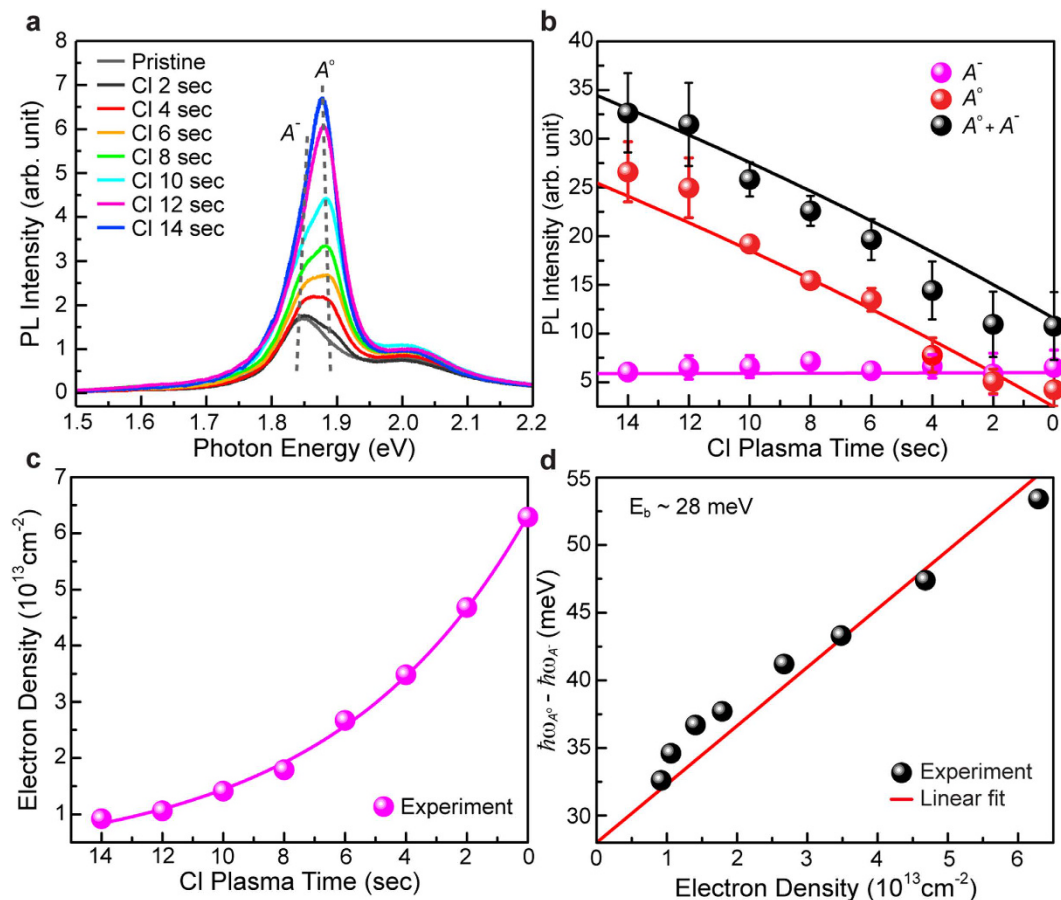 a
8
7
6
5
4
3
2
1
0
PL Intensity (arb. unit)
Pristine
Cl 2 sec
Cl 4 sec
Cl 6 sec
Cl 8 sec
Cl 10 sec
Cl 12 sec
Cl 14 sec
A⁻
A°
1.5 1.6 1.7 1.8 1.9 2.0 2.1 2.2
Photon Energy (eV)
b
40
35
30
25
20
15
10
5
PL Intensity (arb. unit)
A⁻
A°
A° + A⁻
14 12 10 8 6 4 2 0
Cl Plasma Time (sec)
c
7
6
5
4
3
2
1
Electron Density (10¹³cm⁻²)
Experiment
14 12 10 8 6 4 2 0
Cl Plasma Time (sec)
d
55
50
45
40
35
30
ħω_A° - ħω_A⁻ (meV)
E_b ~ 28 meV
Experiment
Linear fit
0 1 2 3 4 5 6
Electron Density (10¹³cm⁻²)